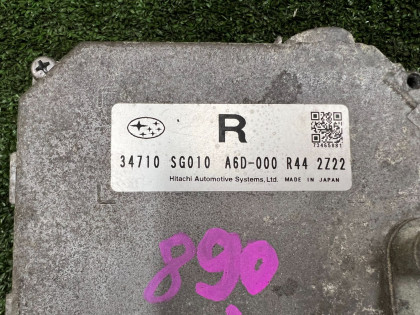 R
34710 SG010 A6D-000 R44 2Z22
Hitachi Automotive Systems, Ltd. MADE IN JAPAN
890